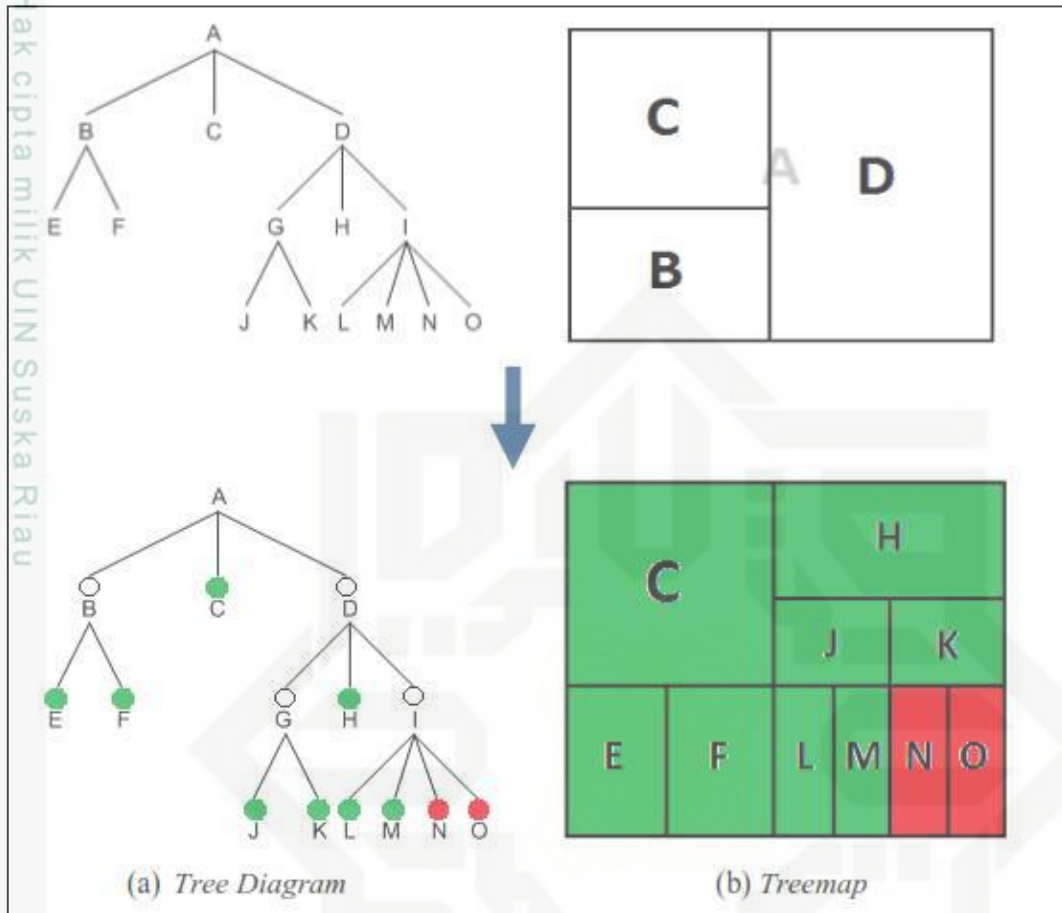 Hak cipta milik UIN Suska Riau
A
B C D
E F G H I
J K L M N O
C A D
B
A
B C D
E F G H I
J K L M N O
C H
J K
E F L M N O
(a) Tree Diagram
(b) Treemap